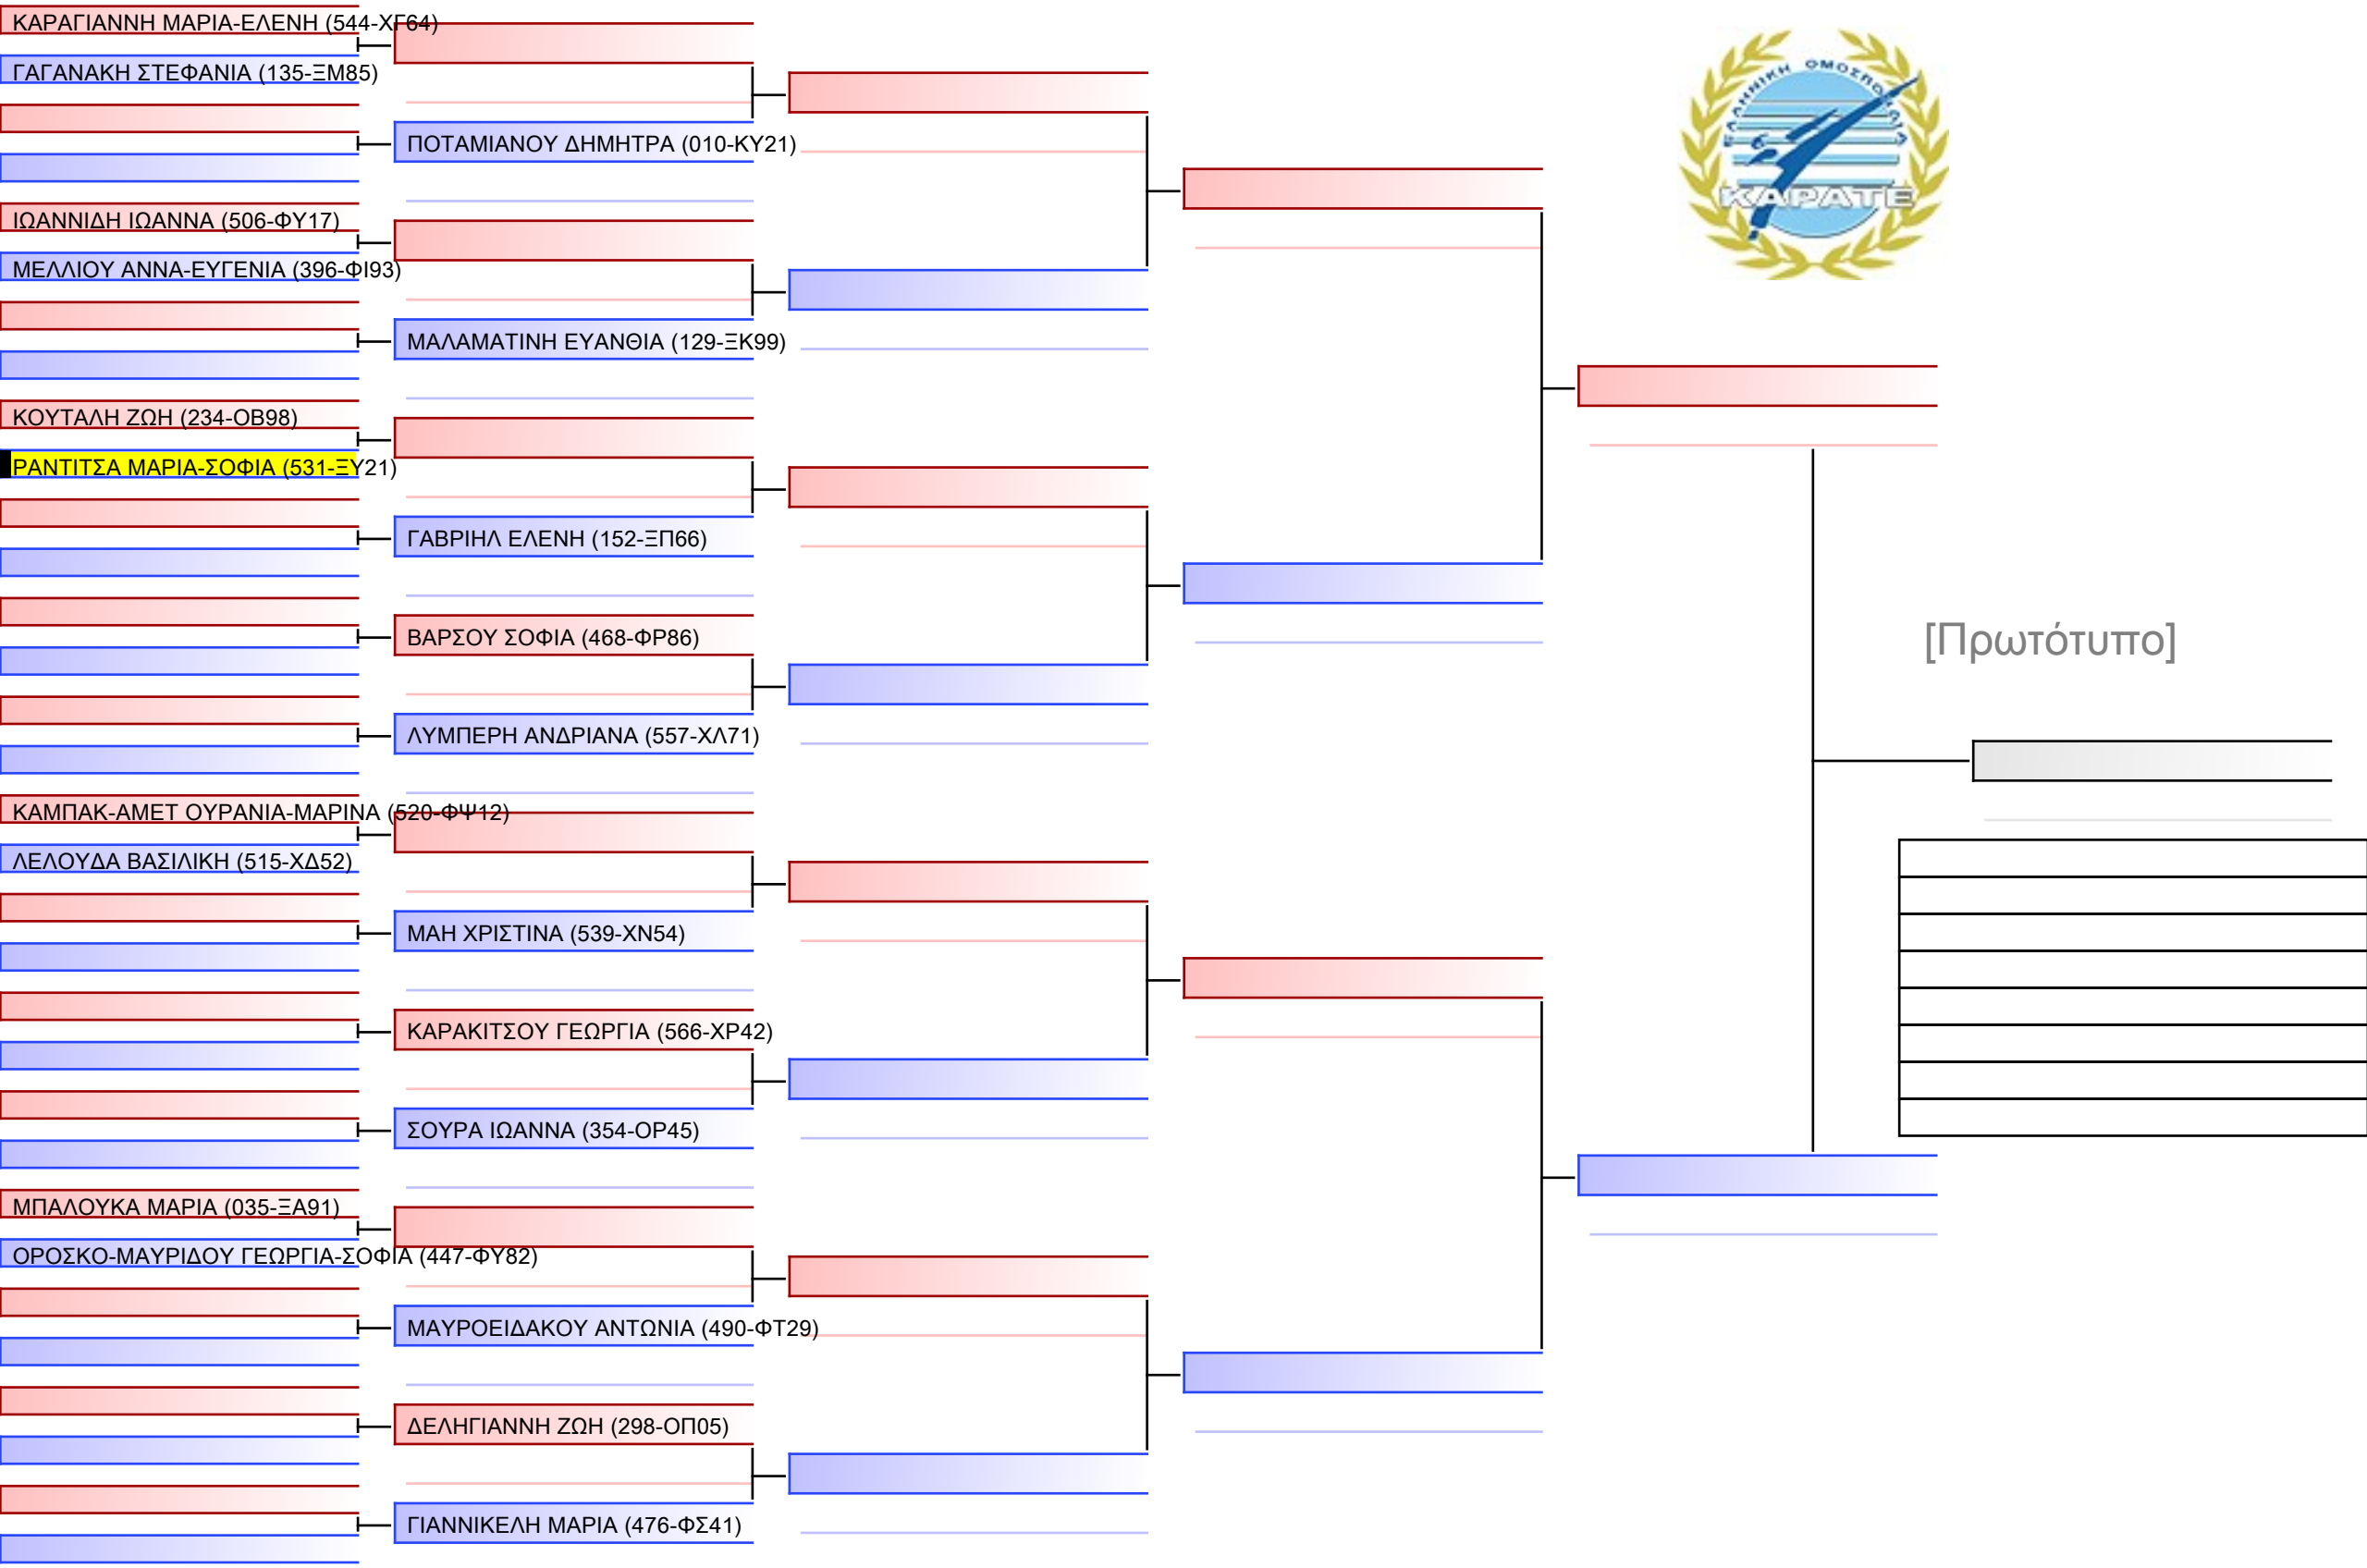 ΚΑΡΑΓΙΑΝΝΗ ΜΑΡΙΑ-ΕΛΕΝΗ (544-ΧΓ64)
ΓΑΓΑΝΑΚΗ ΣΤΕΦΑΝΙΑ (135-ΞΜ85)
ΠΟΤΑΜΙΑΝΟΥ ΔΗΜΗΤΡΑ (010-ΚΥ21)
ΙΩΑΝΝΙΔΗ ΙΩΑΝΝΑ (506-ΦΥ17)
ΜΕΛΛΙΟΥ ΑΝΝΑ-ΕΥΓΕΝΙΑ (396-ΦΙ93)
ΜΑΛΑΜΑΤΙΝΗ ΕΥΑΝΘΙΑ (129-ΞΚ99)
ΚΟΥΤΑΛΗ ΖΩΗ (234-ΟΒ98)
ΡΑΝΤΙΤΣΑ ΜΑΡΙΑ-ΣΟΦΙΑ (531-ΞΥ21)
ΓΑΒΡΙΗΛ ΕΛΕΝΗ (152-ΞΠ66)
ΒΑΡΣΟΥ ΣΟΦΙΑ (468-ΦΡ86)
ΛΥΜΠΕΡΗ ΑΝΔΡΙΑΝΑ (557-ΧΛ71)
ΚΑΜΠΑΚ-ΑΜΕΤ ΟΥΡΑΝΙΑ-ΜΑΡΙΝΑ (520-ΦΨ12)
ΛΕΛΟΥΔΑ ΒΑΣΙΛΙΚΗ (515-ΧΔ52)
ΜΑΗ ΧΡΙΣΤΙΝΑ (539-ΧΝ54)
ΚΑΡΑΚΙΤΣΟΥ ΓΕΩΡΓΙΑ (566-ΧΡ42)
ΣΟΥΡΑ ΙΩΑΝΝΑ (354-ΟΡ45)
ΜΠΑΛΟΥΚΑ ΜΑΡΙΑ (035-ΞΑ91)
ΟΡΟΣΚΟ-ΜΑΥΡΙΔΟΥ ΓΕΩΡΓΙΑ-ΣΟΦΙΑ (447-ΦΥ82)
ΜΑΥΡΟΕΙΔΑΚΟΥ ΑΝΤΩΝΙΑ (490-ΦΤ29)
ΔΕΛΗΓΙΑΝΝΗ ΖΩΗ (298-ΟΠ05)
ΓΙΑΝΝΙΚΕΛΗ ΜΑΡΙΑ (476-ΦΣ41)
ΕΛΛΗΝΙΚΗ ΟΜΟΣΠΟΝΔΙΑ
ΚΑΡΑΤΕ
[Πρωτότυπο]